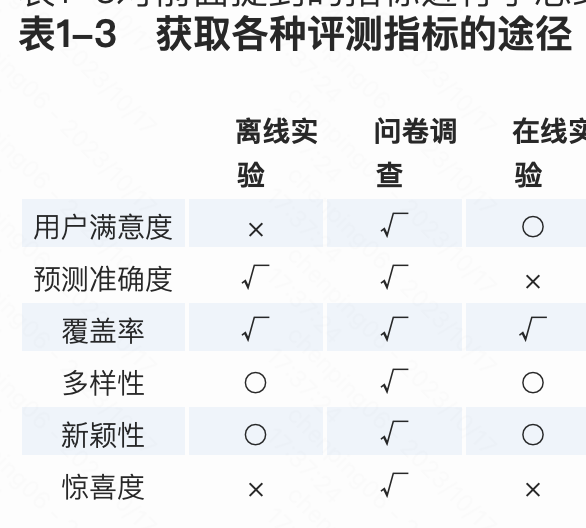 表1–3 获取各种评测指标的途径
离线实验 问卷调查 在线实验
用户满意度 × √ ○
预测准确度 √ √ ×
覆盖率 √ √ √
多样性 ○ √ ○
新颖性 ○ √ ○
惊喜度 × √ ×